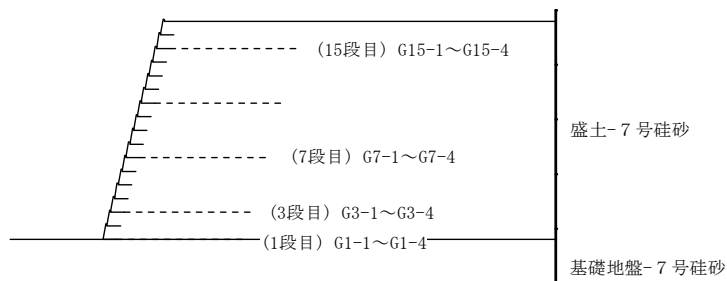 (15段目) G15-1～G15-4
盛土-７号硅砂
(7段目) G7-1～G7-4
(3段目) G3-1～G3-4
(1段目) G1-1～G1-4
基礎地盤-７号硅砂